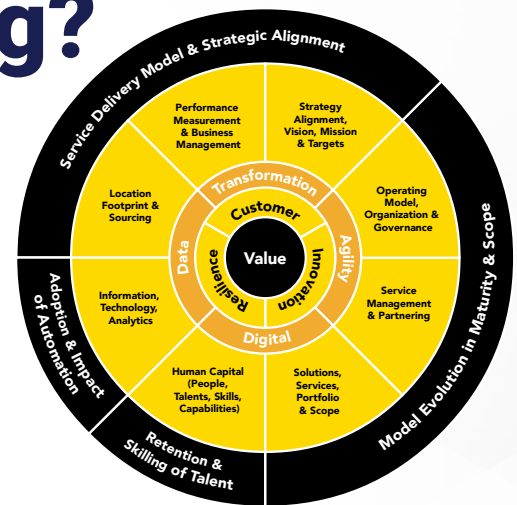 g?
Service Delivery Model & Strategic Alignment
Performance
Measurement
& Business
Management
Strategy
Alignment,
Vision, Mission
& Targets
Location
Footprint &
Sourcing
Operating
Model,
Organization &
Governance
Transformation
Customer
Data
Resilience
Value
Innovation
Agility
Digital
Information,
Technology,
Analytics
Service
Management
& Partnering
Human Capital
(People,
Talents, Skills,
Capabilities)
Solutions,
Services,
Portfolio
& Scope
Adoption & Impact
of Automation
Retention &
Skilling of Talent
Model Evolution in Maturity & Scope